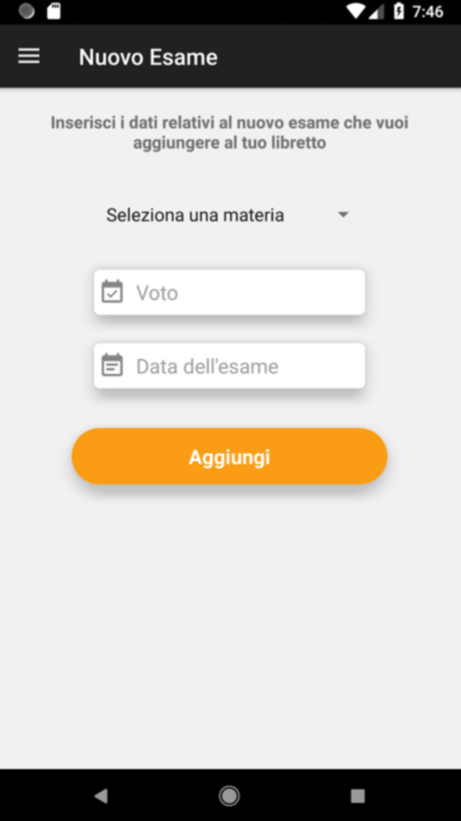 7:46
Nuovo Esame
Inserisci i dati relativi al nuovo esame che vuoi
aggiungere al tuo libretto
Seleziona una materia
Voto
Data dell'esame
Aggiungi